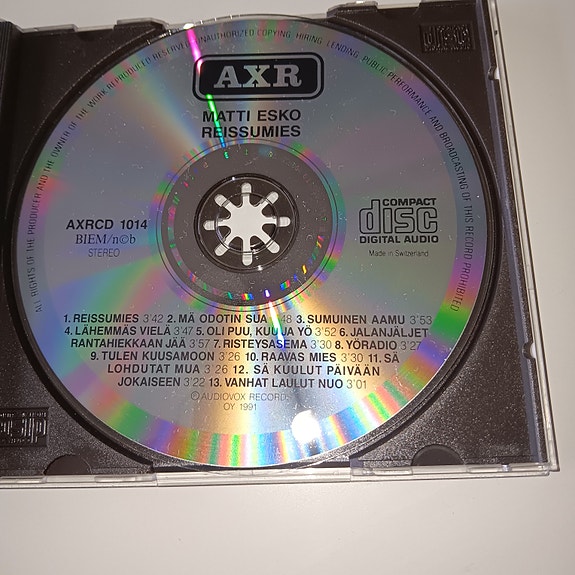 ALL RIGHTS OF THE PRODUCER AND THE OWNER OF THE WORK REPRODUCED RESERVED UNAUTHORIZED COPYING, HIRING, LENDING, PUBLIC PERFORMANCE AND BROADCASTING OF THIS RECORD PROHIBITED
AXR
MATTI ESKO
REISSUMIES
AXRCD 1014
BIEM/n©b
STEREO
COMPACT
disc
DIGITAL AUDIO
Made in Switzerland
1. REISSUMIES 3'42 2. MÄ ODOTIN SUA 48 3. SUMUINEN AAMU 3'53
4. LÄHEMMÄS VIELÄ 3'47 5. OLI PUU, KUU JA YÖ 3'52 6. JALANJÄLJET
RANTAHIEKKAAN JÄÄ 3'57 7. RISTEYSASEMA 3'30 8. YÖRADIO 3'27
9. TULEN KUUSAMOON 3'26 10. RAAVAS MIES 3'30 11. SÄ
LOHDUTAT MUA 3'26 12. SÄ KUULUT PÄIVÄÄN
JOKAISEEN 3'22 13. VANHAT LAULUT NUO 3'01
© AUDIOVOX RECORD
OY 1991